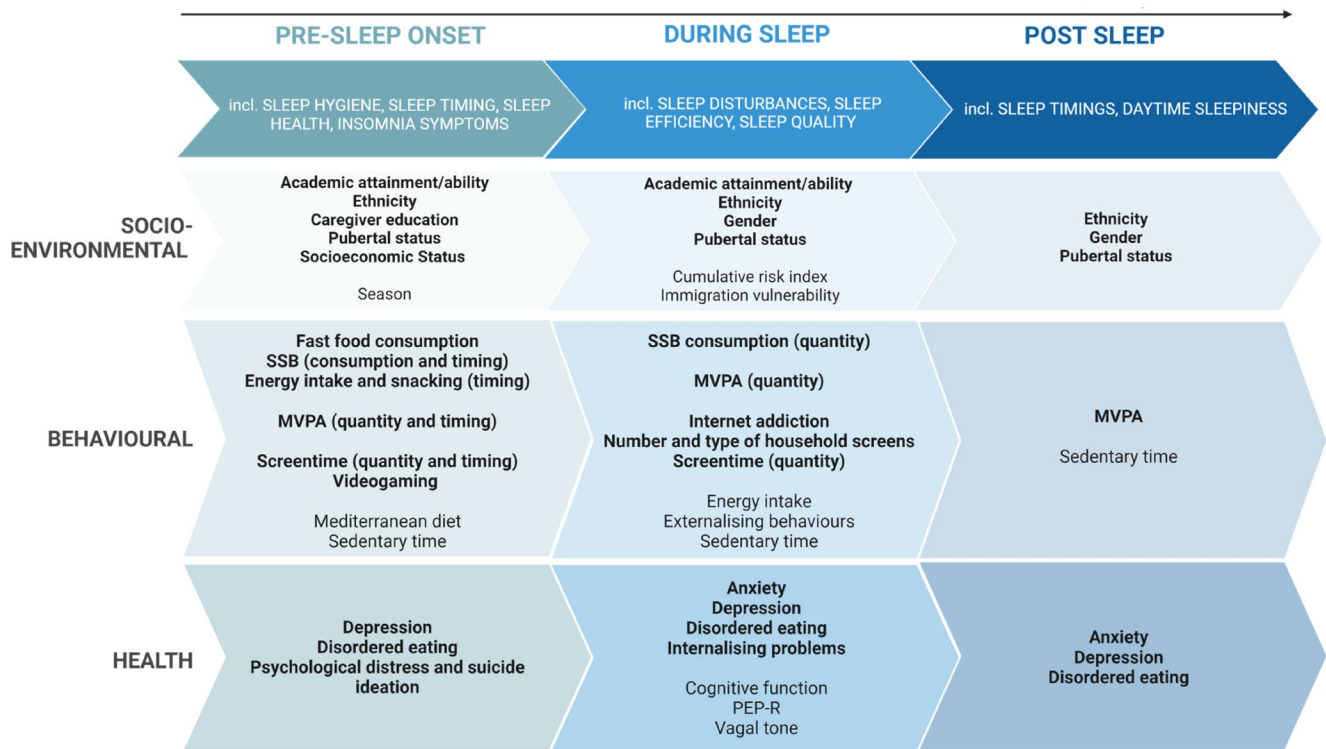 PRE-SLEEP ONSET
DURING SLEEP
POST SLEEP
incl. SLEEP HYGIENE, SLEEP TIMING, SLEEP
HEALTH, INSOMNIA SYMPTOMS
incl. SLEEP DISTURBANCES, SLEEP
EFFICIENCY, SLEEP QUALITY
incl. SLEEP TIMINGS, DAYTIME SLEEPINESS
SOCIO-
ENVIRONMENTAL
Academic attainment/ability
Ethnicity
Caregiver education
Pubertal status
Socioeconomic Status
Season
Academic attainment/ability
Ethnicity
Gender
Pubertal status
Cumulative risk index
Immigration vulnerability
Ethnicity
Gender
Pubertal status
BEHAVIOURAL
Fast food consumption
SSB (consumption and timing)
Energy intake and snacking (timing)
MVPA (quantity and timing)
Screentime (quantity and timing)
Videogaming
Mediterranean diet
Sedentary time
SSB consumption (quantity)
MVPA (quantity)
Internet addiction
Number and type of household screens
Screentime (quantity)
Energy intake
Externalising behaviours
Sedentary time
MVPA
Sedentary time
HEALTH
Depression
Disordered eating
Psychological distress and suicide
ideation
Anxiety
Depression
Disordered eating
Internalising problems
Cognitive function
PEP-R
Vagal tone
Anxiety
Depression
Disordered eating